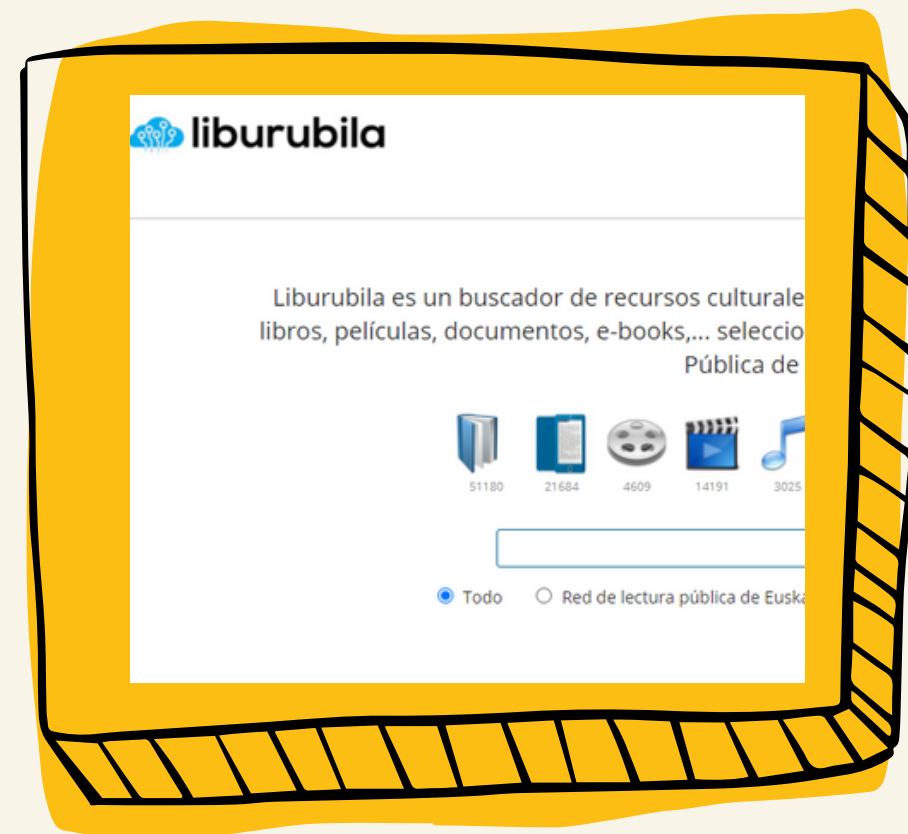 liburubila
Liburubila es un buscador de recursos culturale
libros, películas, documentos, e-books,... seleccio
Pública de
51180 21684 4609 14191 3025
Todo Red de lectura pública de Euska